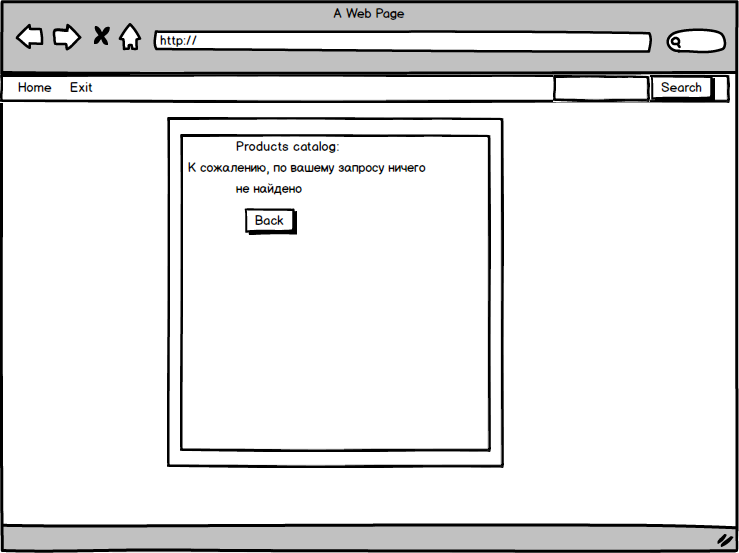 A Web Page
http://
Home Exit Search
Products catalog:
К сожалению, по вашему запросу ничего
не найдено
Back